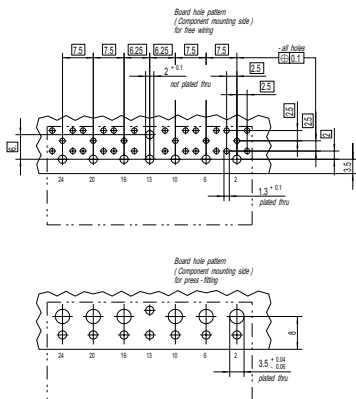 Board hole pattern
( Component mounting side )
for free wiring
7.5 7.5 6.25 6.25 7.5 7.5
- all holes
⌖ 0.1
2 + 0.1
not plated thru
2.5
2.5
2.5
2.5
2
3.5
6
24 20 16 13 10 6 2
1.3 + 0.1
plated thru
Board hole pattern
( Component mounting side )
for press - fitting
24 20 16 13 10 6 2
8
3.5 + 0.04
- 0.06
plated thru